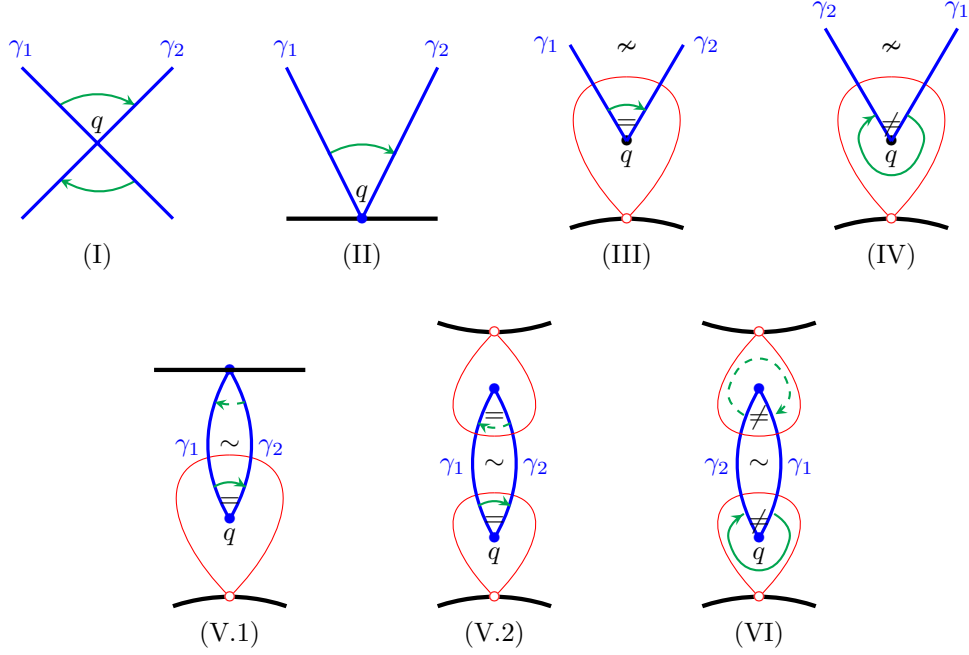 γ₁ γ₂ γ₁ γ₂ γ₁ ≁ γ₂ γ₂ ≁ γ₁
q q = q ≠ q
(I) (II) (III) (IV)
γ₁ ∼ γ₂ = q
= γ₁ ∼ γ₂ = q
≠ γ₂ ∼ γ₁ ≠ q
(V.1) (V.2) (VI)